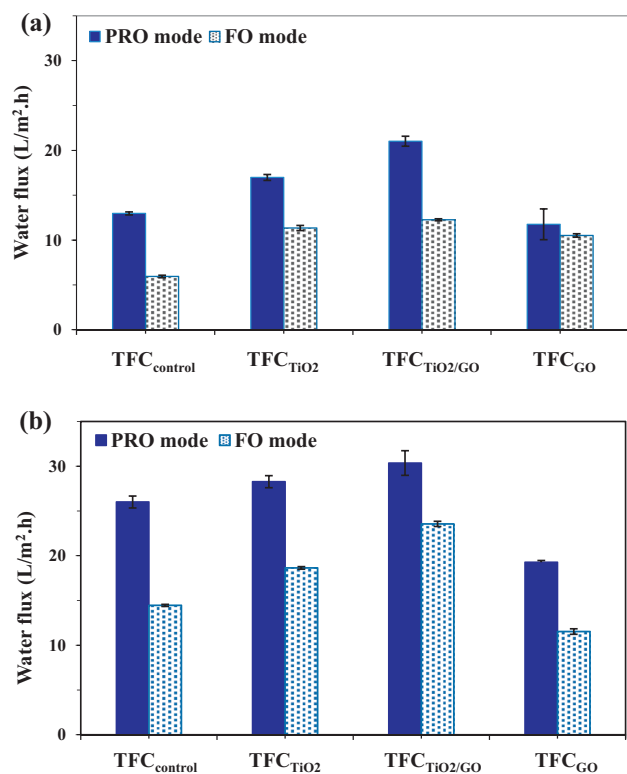 (a)
PRO mode FO mode
Water flux (L/m².h)
30
20
10
0
TFCcontrol TFCTiO2 TFCTiO2/GO TFCGO
(b)
PRO mode FO mode
Water flux (L/m².h)
30
20
10
0
TFCcontrol TFCTiO2 TFCTiO2/GO TFCGO